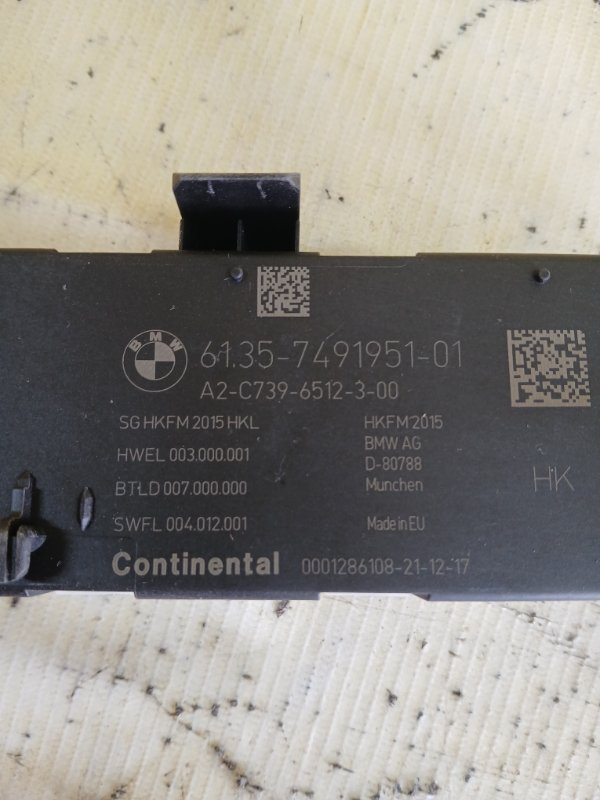 BMW
61.35-7491951-01
A2-C739-6512-3-00
SG HKFM 2015 HKL
HWEL 003.000.001
BTLD 007.000.000
SWFL 004.012.001
HKFM 2015
BMW AG
D-80788
Munchen
Made in EU
HK
Continental 0001286108-21-12-17